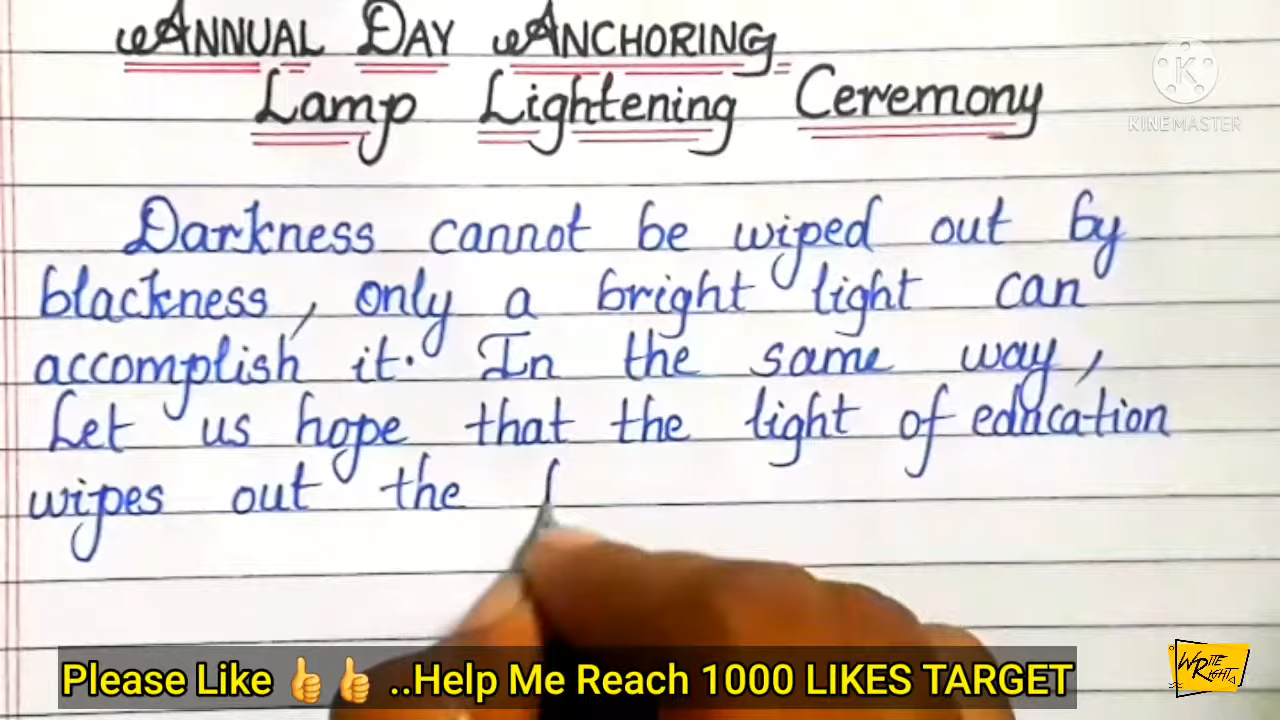 ANNUAL DAY ANCHORING
Lamp Lightening Ceremony
KINEMASTER
Darkness cannot be wiped out by
blackness, only a bright light can
accomplish it. In the same way,
Let us hope that the light of education
wipes out the
Please Like 👍👍 ..Help Me Reach 1000 LIKES TARGET
WRITE RIGHT